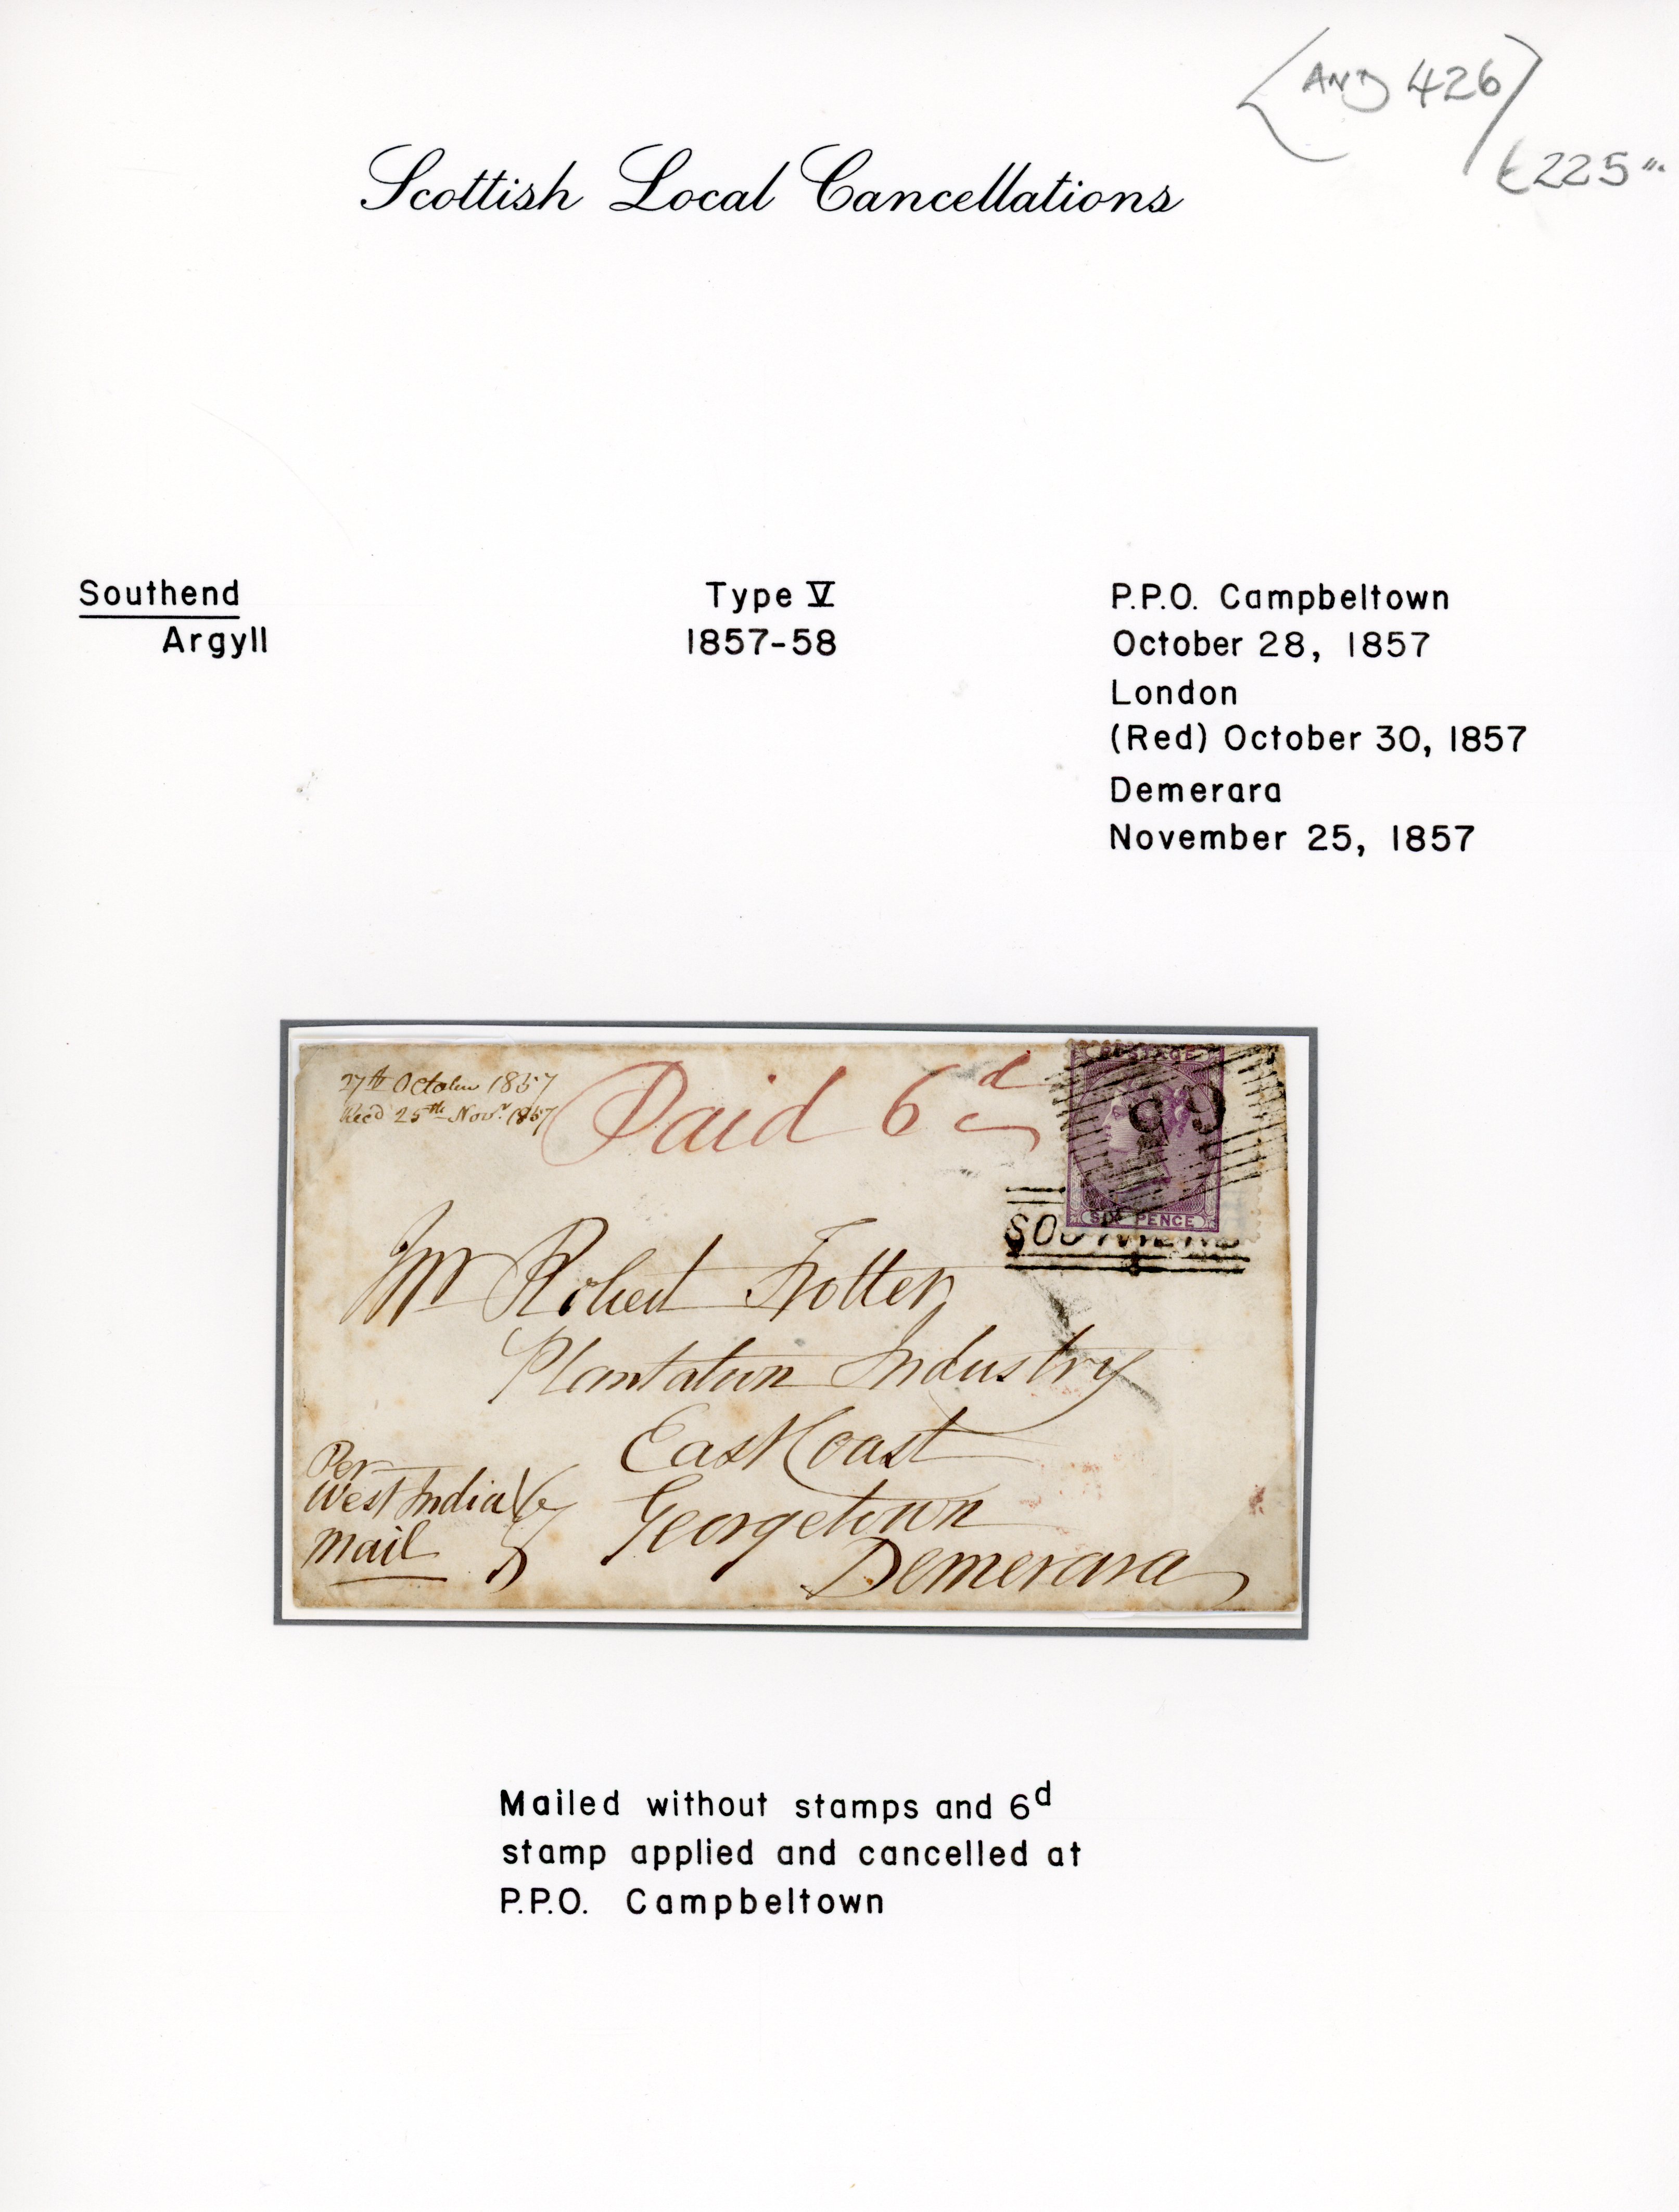 (AND 426)
£225"
Scottish Local Cancellations
Southend
Argyll
Type V
1857-58
P.P.O. Campbeltown
October 28, 1857
London
(Red) October 30, 1857
Demerara
November 25, 1857
27th October 1857
Recd 25th Novr. 1857
Paid 6d
POSTAGE
SIX PENCE
SOUTHEND
Mr Robert Trotter
Plantation Industry
East Coast
Georgetown
Demerara
Per
West India
Mail
Mailed without stamps and 6d
stamp applied and cancelled at
P.P.O. Campbeltown